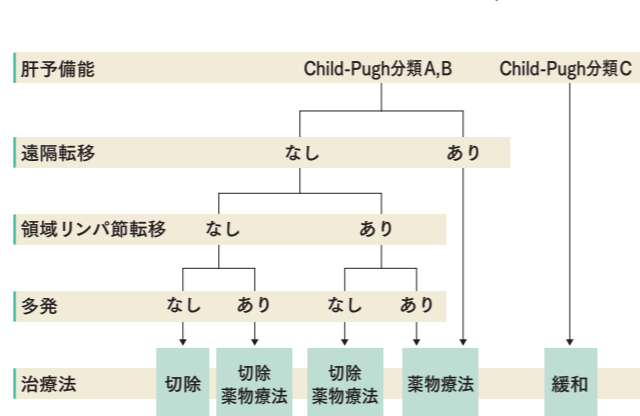 肝予備能 Child-Pugh分類A,B Child-Pugh分類C
遠隔転移 なし あり
領域リンパ節転移 なし あり
多発 なし あり なし あり
治療法 切除 切除 薬物療法 切除 薬物療法 薬物療法 緩和